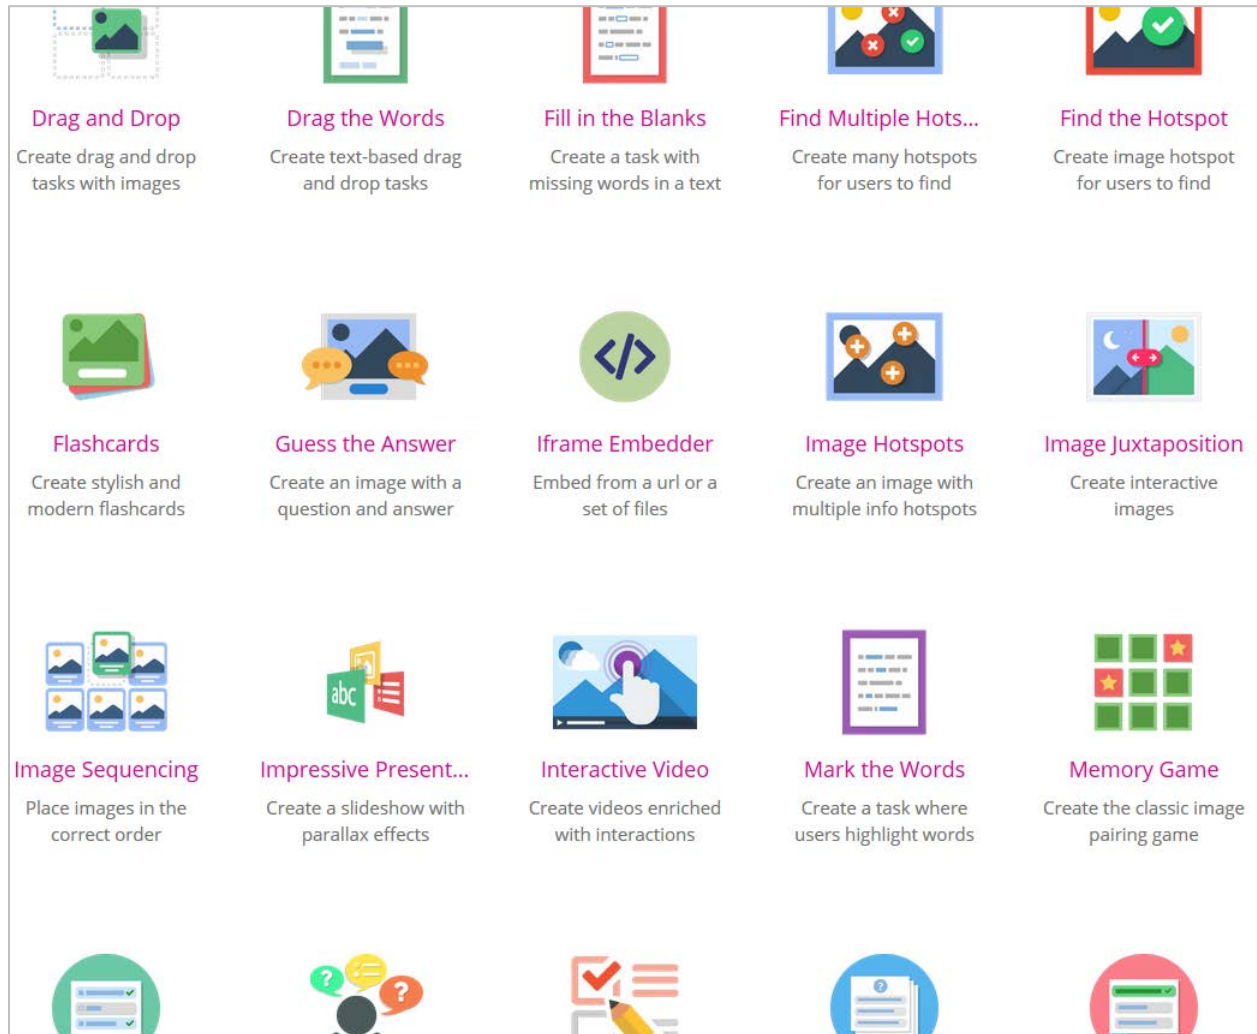 Drag and Drop
Create drag and drop
tasks with images
Drag the Words
Create text-based drag
and drop tasks
Fill in the Blanks
Create a task with
missing words in a text
Find Multiple Hots...
Create many hotspots
for users to find
Find the Hotspot
Create image hotspot
for users to find
Flashcards
Create stylish and
modern flashcards
Guess the Answer
Create an image with a
question and answer
Iframe Embedder
Embed from a url or a
set of files
Image Hotspots
Create an image with
multiple info hotspots
Image Juxtaposition
Create interactive
images
Image Sequencing
Place images in the
correct order
abc
Impressive Present...
Create a slideshow with
parallax effects
Interactive Video
Create videos enriched
with interactions
Mark the Words
Create a task where
users highlight words
Memory Game
Create the classic image
pairing game